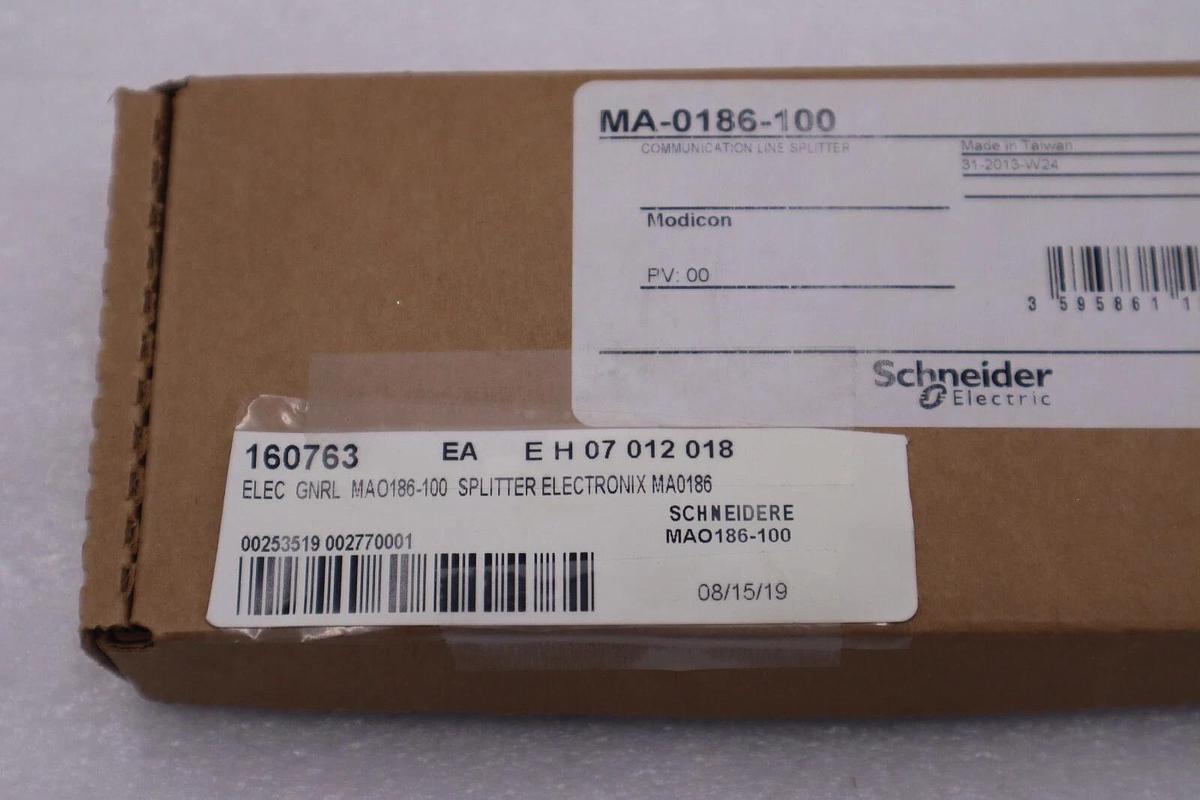 MA-0186-100
COMMUNICATION LINE SPLITTER
Made in Taiwan
31-2013-W24
Modicon
PV: 00
3 595861 1
Schneider
Electric
160763 EA E H 07 012 018
ELEC GNRL MAO186-100 SPLITTER ELECTRONIX MA0186
SCHNEIDERE
MAO186-100
00253519 002770001
08/15/19